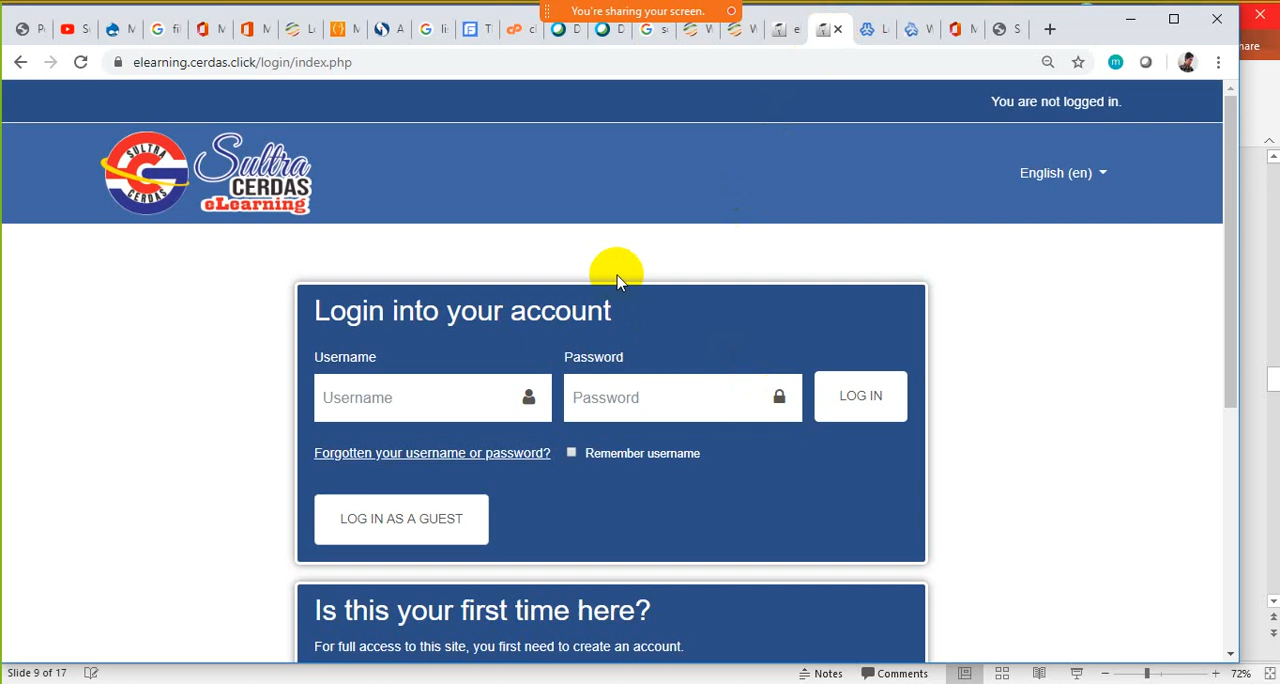 You're sharing your screen.
elearning.cerdas.click/login/index.php
hare
You are not logged in.
SULTRA
CERDAS
Sultra
CERDAS
eLearning
English (en)
Login into your account
Username
Password
Username
Password
LOG IN
Forgotten your username or password?
Remember username
LOG IN AS A GUEST
Is this your first time here?
For full access to this site, you first need to create an account.
Slide 9 of 17
Notes
Comments
72%